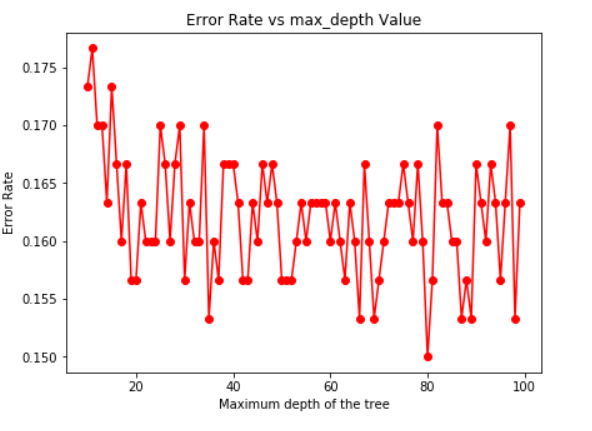 Error Rate vs max_depth Value
0.175
0.170
0.165
0.160
0.155
0.150
Error Rate
20 40 60 80 100
Maximum depth of the tree